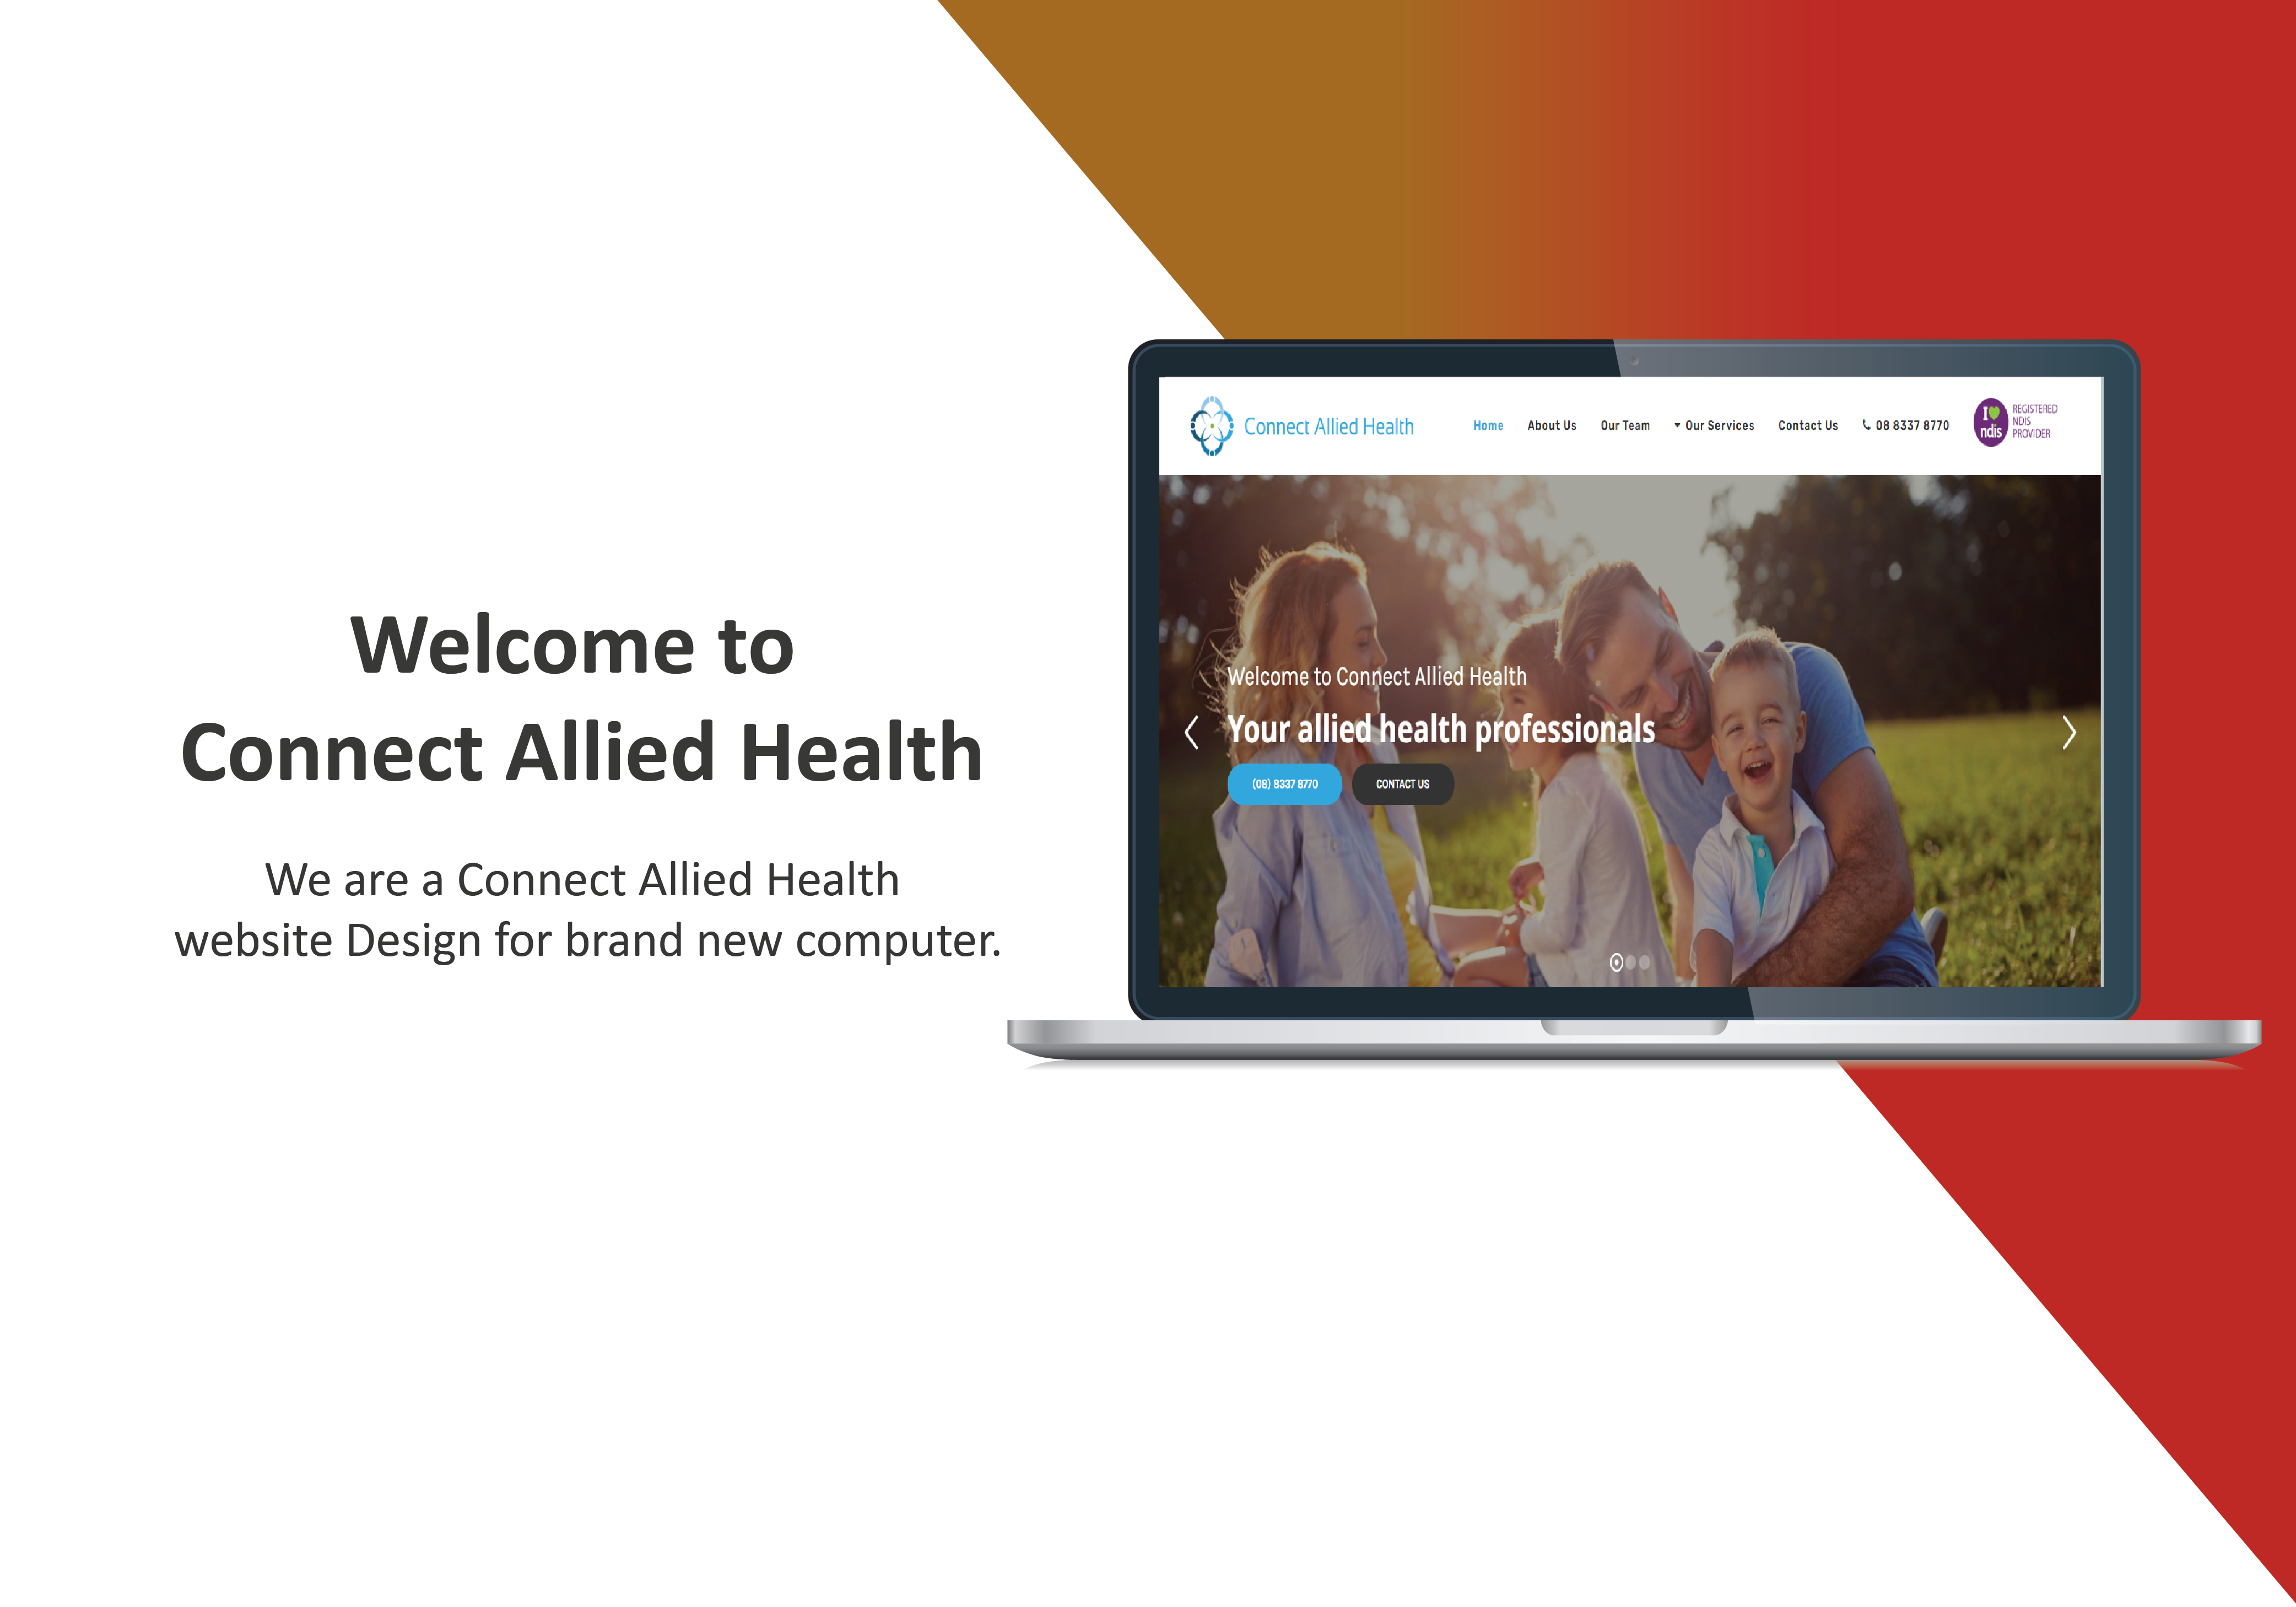 Welcome to
Connect Allied Health
We are a Connect Allied Health
website Design for brand new computer.
Connect Allied Health
Home About Us Our Team Our Services Contact Us 08 8337 8770
I ndis
REGISTERED
NDIS
PROVIDER
Welcome to Connect Allied Health
Your allied health professionals
(08) 8337 8770 CONTACT US